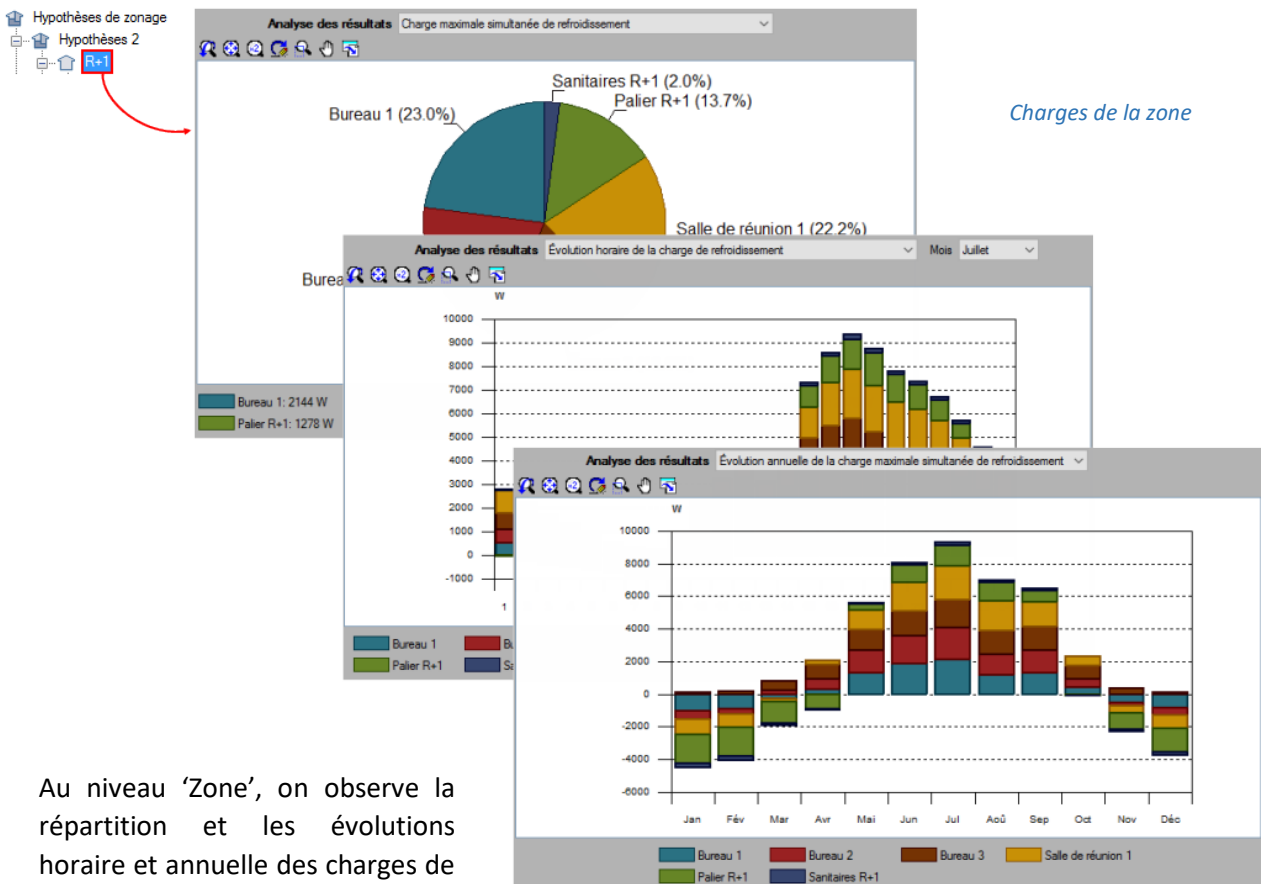 Hypothèses de zonage
Hypothèses 2
R+1
Analyse des résultats Charge maximale simultanée de refroidissement
Sanitaires R+1 (2.0%)
Palier R+1 (13.7%)
Bureau 1 (23.0%)
Salle de réunion 1 (22.2%)
Burea
Bureau 1: 2144 W
Palier R+1: 1278 W
Charges de la zone
Analyse des résultats Évolution horaire de la charge de refroidissement Mois Juillet
W
10000
9000
8000
7000
6000
5000
4000
3000
2000
1000
0
-1000
1
Bureau 1
Palier R+1
Analyse des résultats Évolution annuelle de la charge maximale simultanée de refroidissement
W
10000
8000
6000
4000
2000
0
-2000
-4000
-6000
Jan Fév Mar Avr Mai Jun Jul Aoû Sep Oct Nov Déc
Bureau 1 Bureau 2 Bureau 3 Salle de réunion 1
Palier R+1 Sanitaires R+1
Au niveau ‘Zone’, on observe la
répartition et les évolutions
horaire et annuelle des charges de